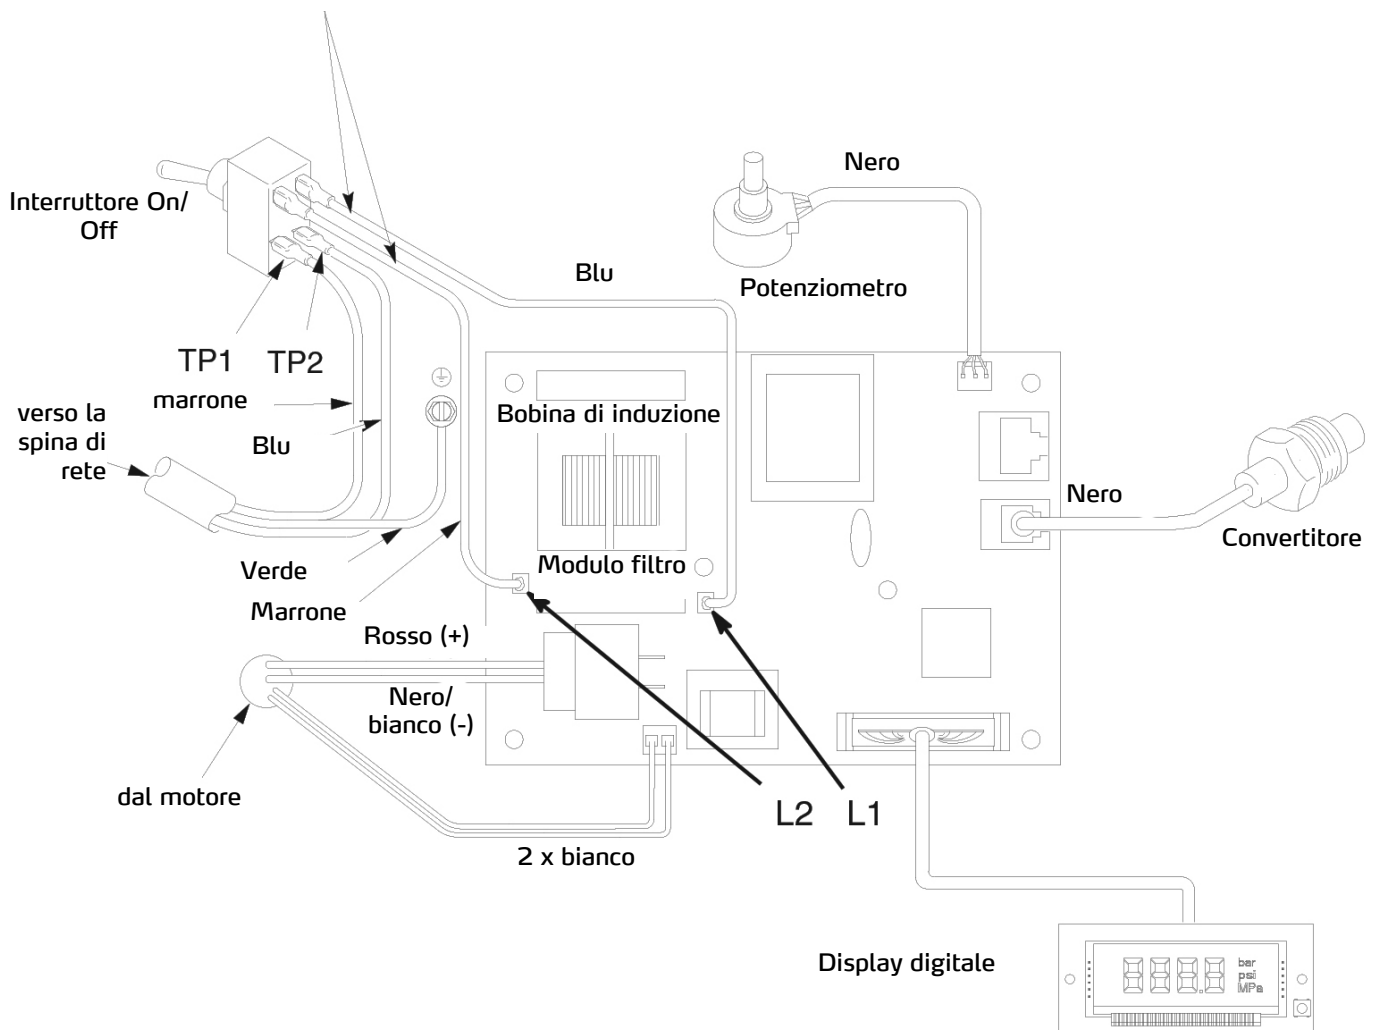 Nero
Interruttore On/
Off
Blu
Potenziometro
TP1
TP2
marrone
verso la
spina di
rete
Blu
Bobina di induzione
Nero
Convertitore
Modulo filtro
Verde
Marrone
Rosso (+)
Nero/
bianco (-)
dal motore
L2
L1
2 x bianco
Display digitale
888.8
bar
psi
MPa